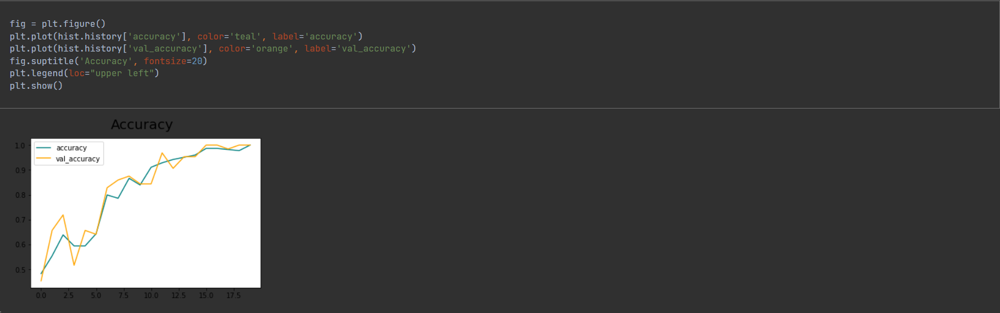 fig = plt.figure()
plt.plot(hist.history['accuracy'], color='teal', label='accuracy')
plt.plot(hist.history['val_accuracy'], color='orange', label='val_accuracy')
fig.suptitle('Accuracy', fontsize=20)
plt.legend(loc="upper left")
plt.show()
Accuracy
accuracy
val_accuracy
1.0
0.9
0.8
0.7
0.6
0.5
0.0 2.5 5.0 7.5 10.0 12.5 15.0 17.5